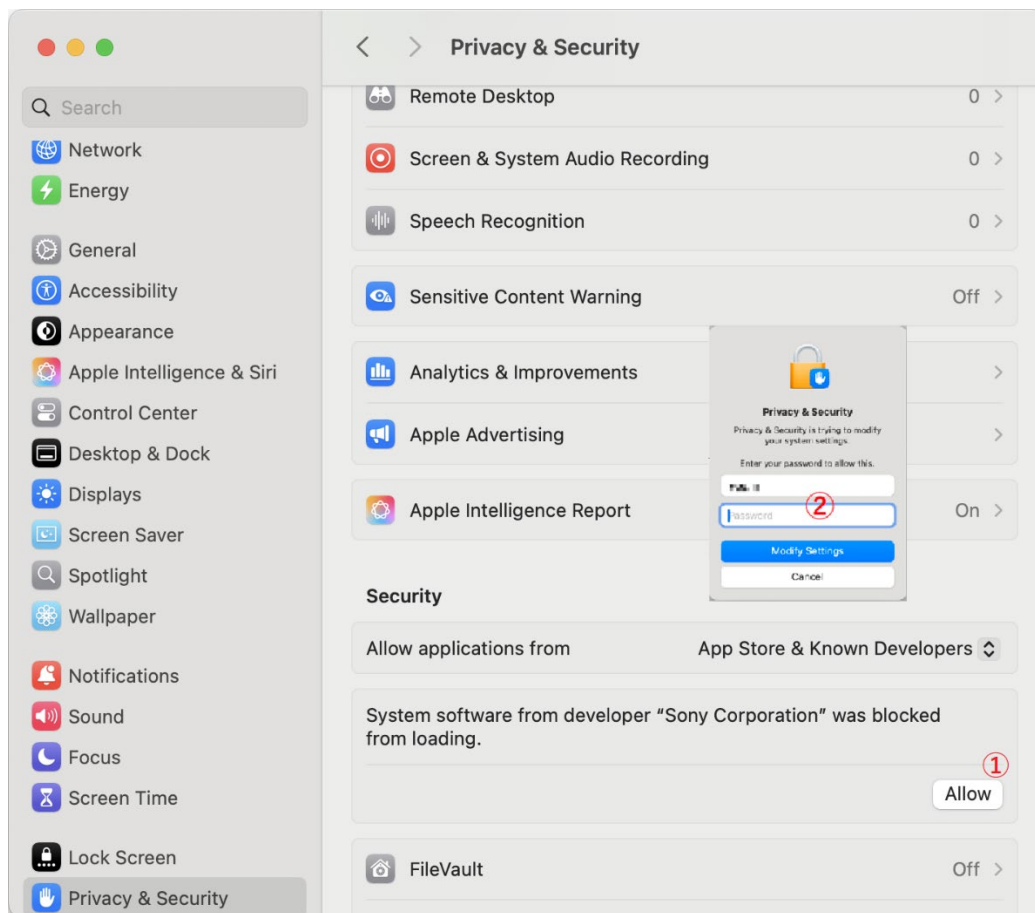 Privacy & Security
Search
Network
Energy
General
Accessibility
Appearance
Apple Intelligence & Siri
Control Center
Desktop & Dock
Displays
Screen Saver
Spotlight
Wallpaper
Notifications
Sound
Focus
Screen Time
Lock Screen
Privacy & Security
Remote Desktop 0
Screen & System Audio Recording 0
Speech Recognition 0
Sensitive Content Warning Off
Analytics & Improvements
Apple Advertising
Apple Intelligence Report On
Privacy & Security
Privacy & Security is trying to modify
your system settings.
Enter your password to allow this.
Password ②
Modify Settings
Cancel
Security
Allow applications from App Store & Known Developers
System software from developer “Sony Corporation” was blocked
from loading.
①
Allow
FileVault Off